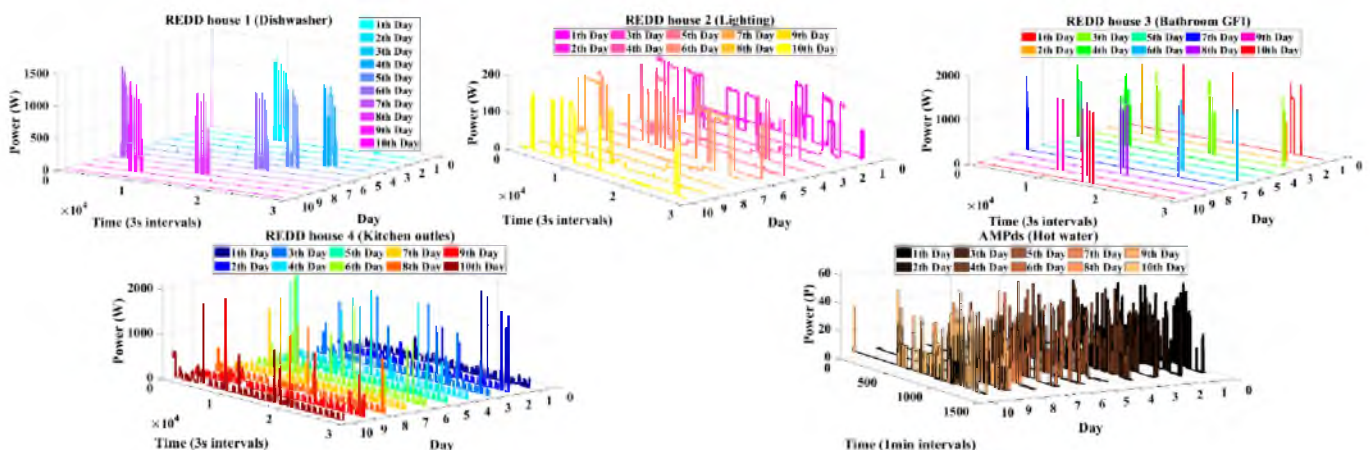 REDD house 1 (Dishwasher)
1th Day
2th Day
3th Day
4th Day
5th Day
6th Day
7th Day
8th Day
9th Day
10th Day
Power (W)
1500
1000
500
0
0
1
2
3
×10⁴
Time (3s intervals)
10 9 8 7 6 5 4 3 2 1 0
Day
REDD house 2 (Lighting)
1th Day 3th Day 5th Day 7th Day 9th Day
2th Day 4th Day 6th Day 8th Day 10th Day
Power (W)
200
100
0
0
1
2
3
×10⁴
Time (3s intervals)
10 9 8 7 6 5 4 3 2 1 0
Day
REDD house 3 (Bathroom GFI)
1th Day 3th Day 5th Day 7th Day 9th Day
2th Day 4th Day 6th Day 8th Day 10th Day
Power (W)
2000
1000
0
0
1
2
3
×10⁴
Time (3s intervals)
10 9 8 7 6 5 4 3 2 1 0
Day
REDD house 4 (Kitchen outles)
1th Day 3th Day 5th Day 7th Day 9th Day
2th Day 4th Day 6th Day 8th Day 10th Day
Power (W)
2000
1000
0
0
1
2
3
×10⁴
Time (3s intervals)
10 9 8 7 6 5 4 3 2 1 0
Day
AMPds (Hot water)
1th Day 3th Day 5th Day 7th Day 9th Day
2th Day 4th Day 6th Day 8th Day 10th Day
Power (P)
60
40
20
0
0
500
1000
1500
Time (1min intervals)
10 9 8 7 6 5 4 3 2 1 0
Day